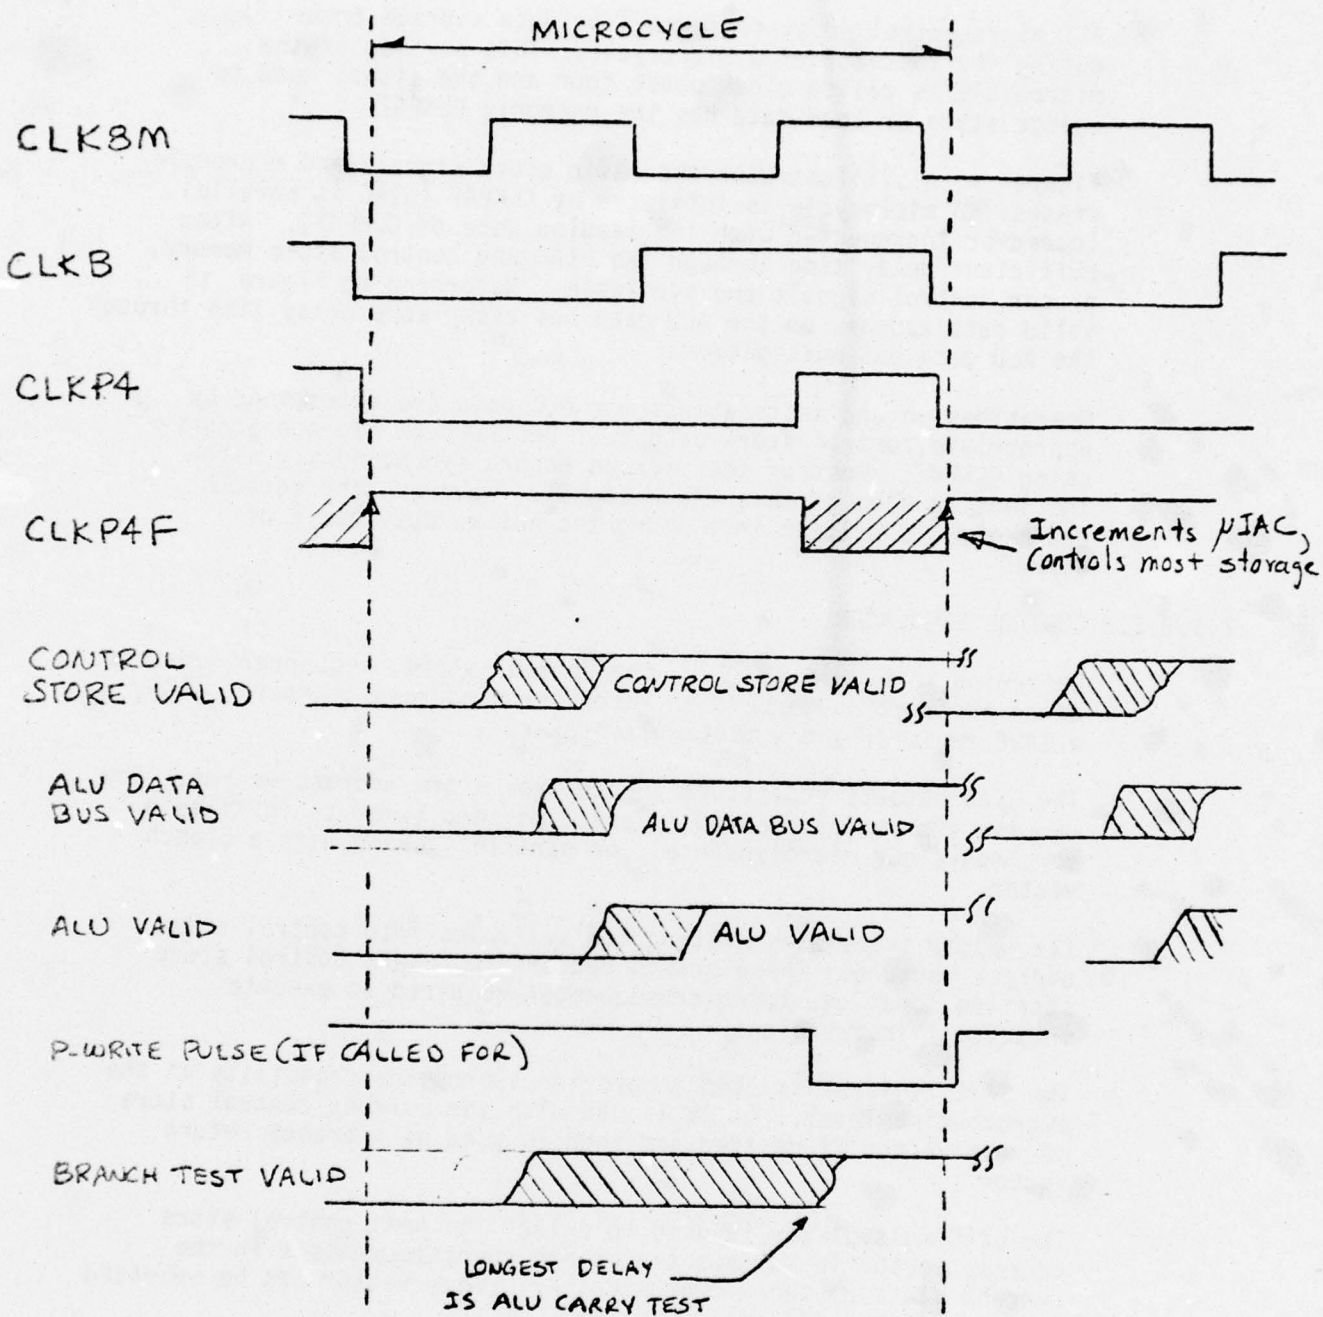 MICROCYCLE
CLK8M
CLKB
CLKP4
CLKP4F
Increments μIAC,
Controls most storage
CONTROL
STORE VALID
CONTROL STORE VALID
ALU DATA
BUS VALID
ALU DATA BUS VALID
ALU VALID
ALU VALID
P-WRITE PULSE (IF CALLED FOR)
BRANCH TEST VALID
LONGEST DELAY
IS ALU CARRY TEST